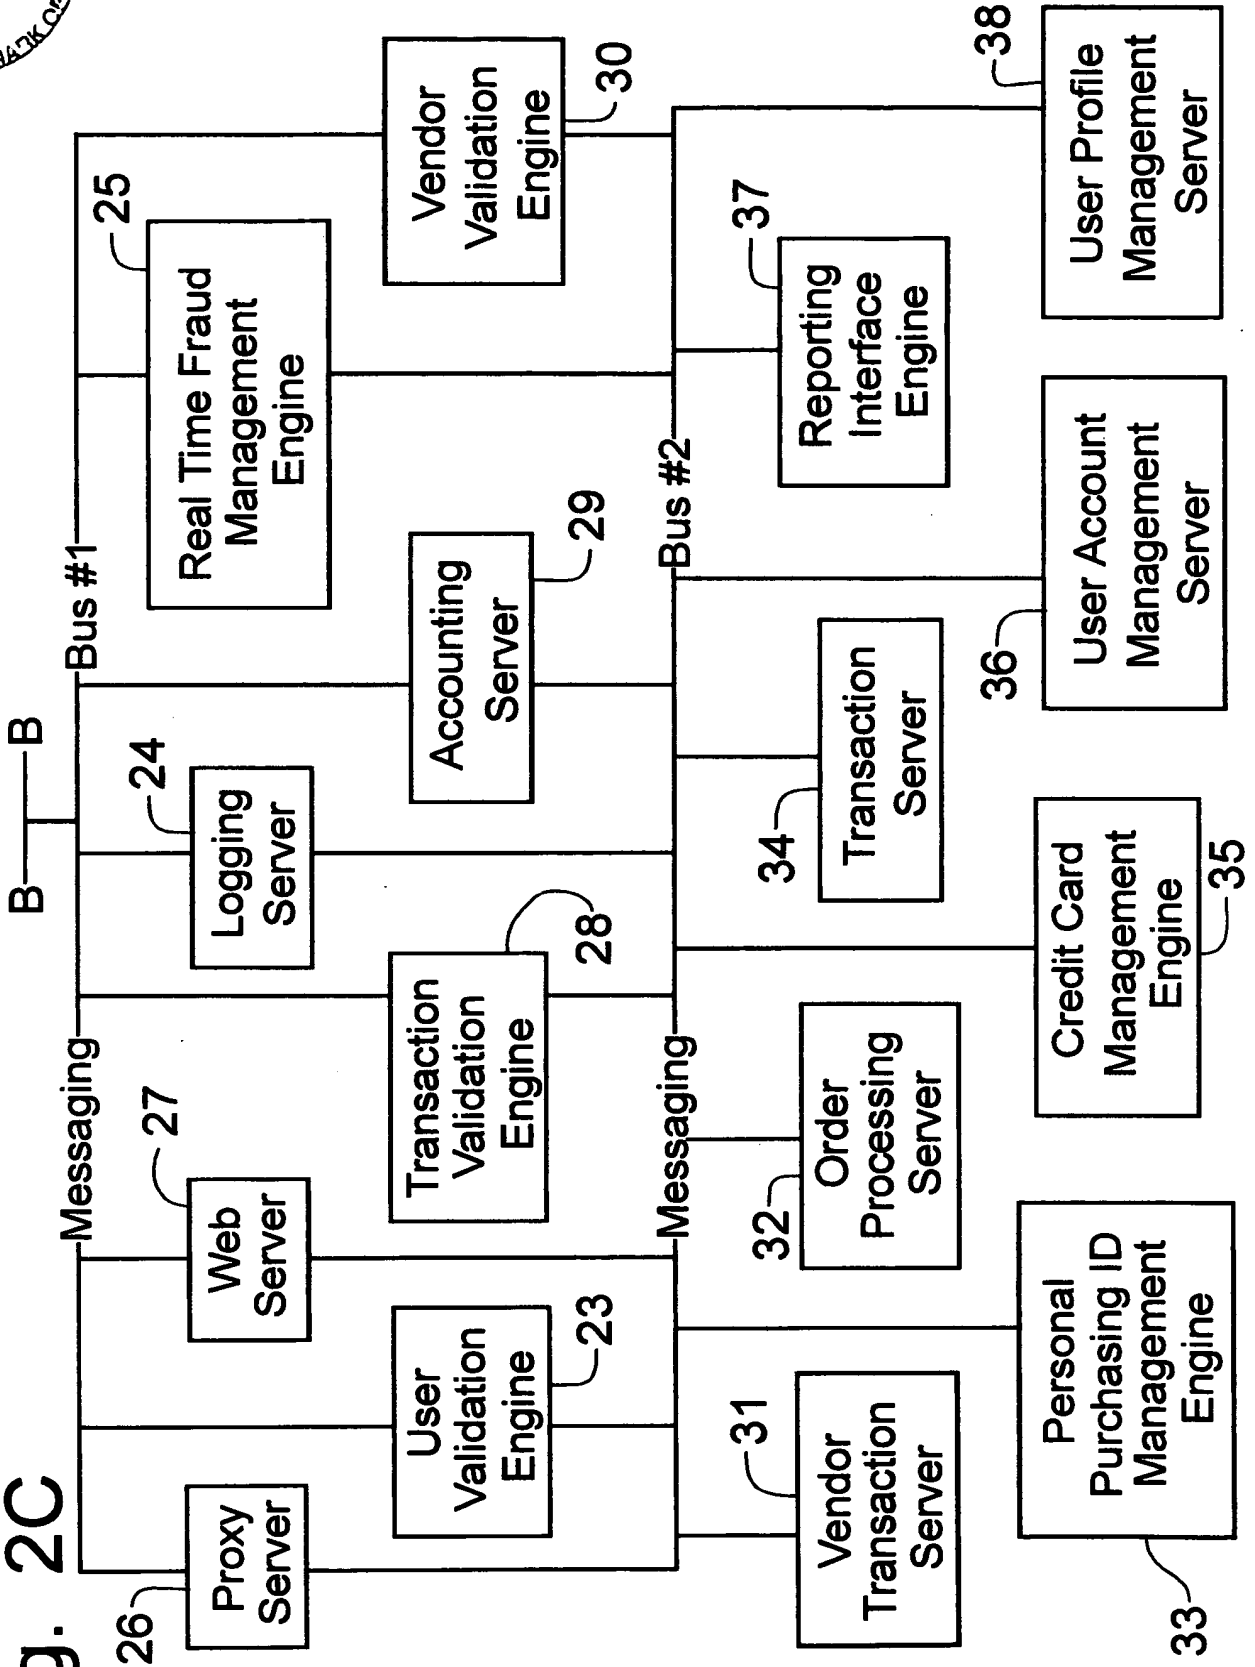 g. 2C
B
B
Messaging
Bus #1
26
Proxy
Server
27
Web
Server
24
Logging
Server
25
Real Time Fraud
Management
Engine
User
Validation
Engine
23
Transaction
Validation
Engine
28
Accounting
Server
29
Vendor
Validation
Engine
30
Messaging
Bus #2
31
Vendor
Transaction
Server
32
Order
Processing
Server
34
Transaction
Server
37
Reporting
Interface
Engine
33
Personal
Purchasing ID
Management
Engine
Credit Card
Management
Engine
35
36
User Account
Management
Server
38
User Profile
Management
Server